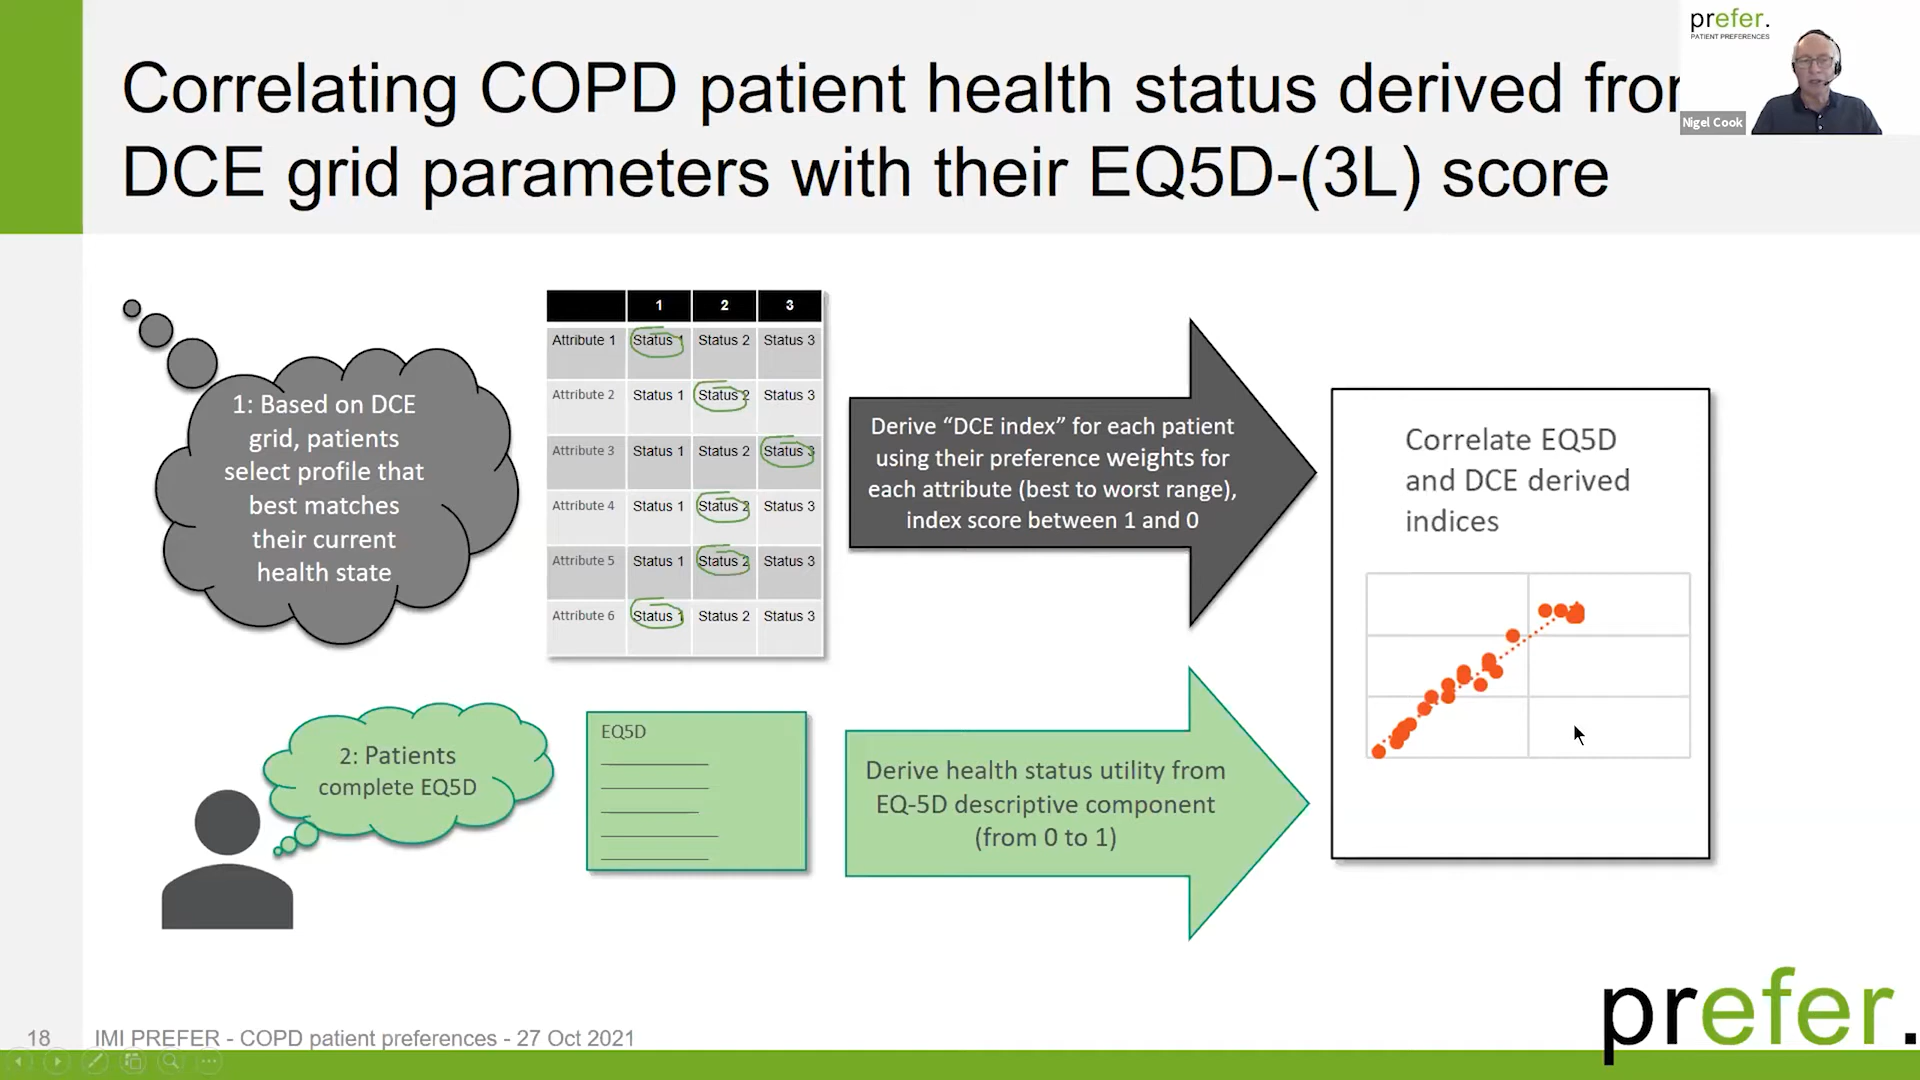 prefer.
PATIENT PREFERENCES
Nigel Cook
Correlating COPD patient health status derived
DCE grid parameters with their EQ5D-(3L) score
1: Based on DCE
grid, patients
select profile that
best matches
their current
health state
1 2 3
Attribute 1 Status 1 Status 2 Status 3
Attribute 2 Status 1 Status 2 Status 3
Attribute 3 Status 1 Status 2 Status 3
Attribute 4 Status 1 Status 2 Status 3
Attribute 5 Status 1 Status 2 Status 3
Attribute 6 Status 1 Status 2 Status 3
Derive “DCE index” for each patient
using their preference weights for
each attribute (best to worst range),
index score between 1 and 0
Correlate EQ5D
and DCE derived
indices
2: Patients
complete EQ5D
EQ5D
Derive health status utility from
EQ-5D descriptive component
(from 0 to 1)
prefer.
18 IMI PREFER - COPD patient preferences - 27 Oct 2021